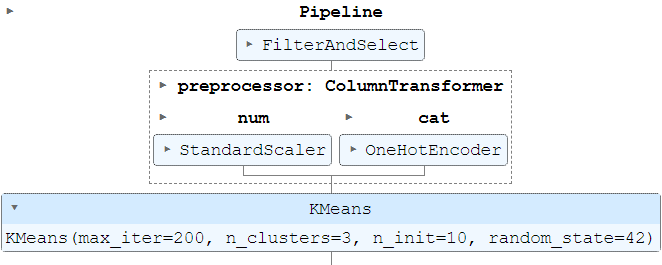 Pipeline
FilterAndSelect
preprocessor: ColumnTransformer
num cat
StandardScaler OneHotEncoder
KMeans
KMeans(max_iter=200, n_clusters=3, n_init=10, random_state=42)